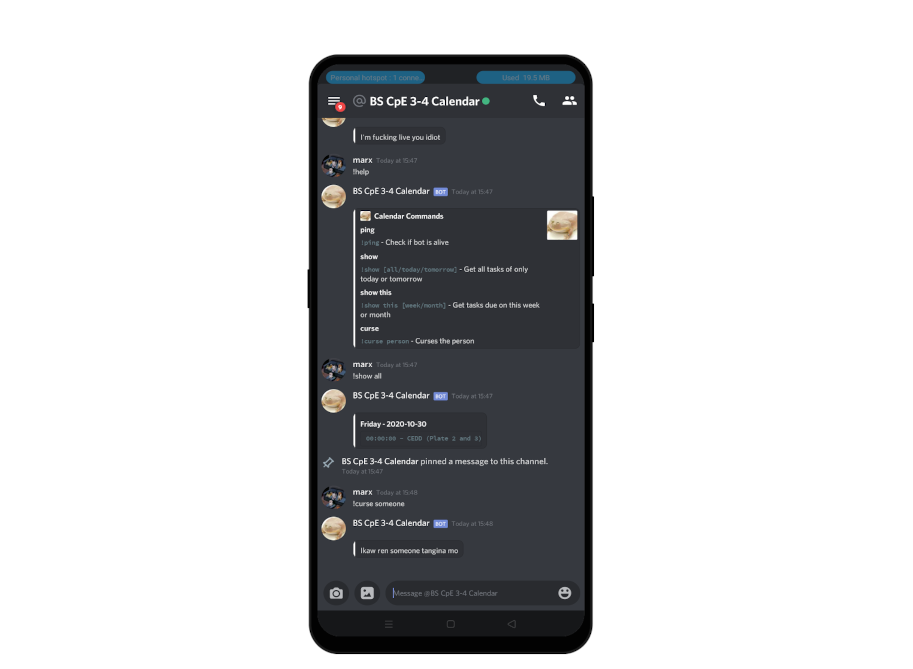 Personal hotspot : 1 conne
Used 19.5 MB
9
@ BS CpE 3-4 Calendar
I'm fucking live you idiot
marx Today at 15:47
!help
BS CpE 3-4 Calendar BOT Today at 15:47
Calendar Commands
ping
!ping - Check if bot is alive
show
!show [all/today/tomorrow] - Get all tasks of only
today or tomorrow
show this
!show this [week/month] - Get tasks due on this week
or month
curse
!curse person - Curses the person
marx Today at 15:47
!show all
BS CpE 3-4 Calendar BOT Today at 15:47
Friday - 2020-10-30
00:00:00 - CEDD (Plate 2 and 3)
BS CpE 3-4 Calendar pinned a message to this channel.
Today at 15:47
marx Today at 15:48
!curse someone
BS CpE 3-4 Calendar BOT Today at 15:48
Ikaw ren someone tangina mo
Message @BS CpE 3-4 Calendar